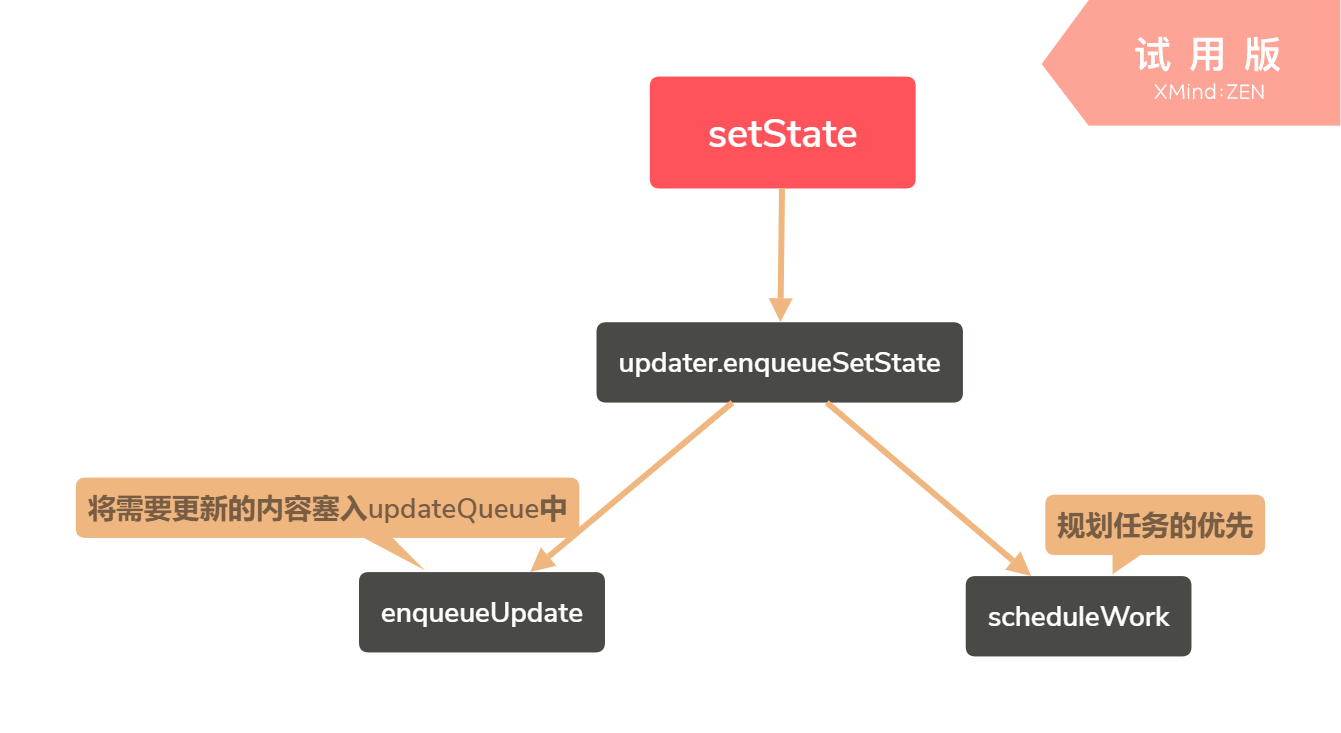 试用版
XMind:ZEN
setState
updater.enqueueSetState
将需要更新的内容塞入updateQueue中
规划任务的优先
enqueueUpdate
scheduleWork